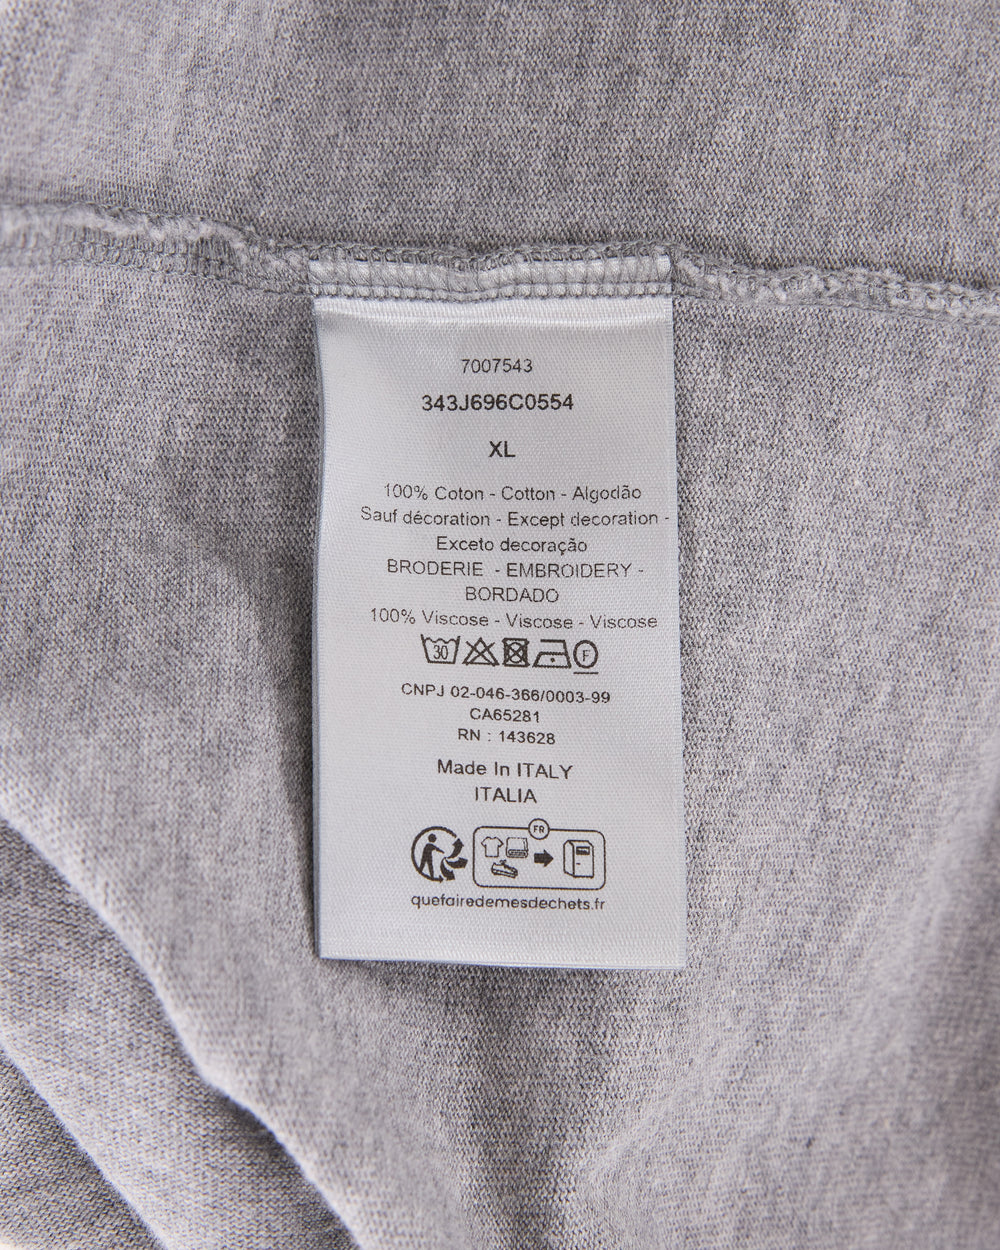 7007543
343J696C0554
XL
100% Coton - Cotton - Algodão
Sauf décoration - Except decoration -
Exceto decoração
BRODERIE - EMBROIDERY -
BORDADO
100% Viscose - Viscose - Viscose
30 F
CNPJ 02-046-366/0003-99
CA65281
RN : 143628
Made In ITALY
ITALIA
FR
quefairedemesdechets.fr